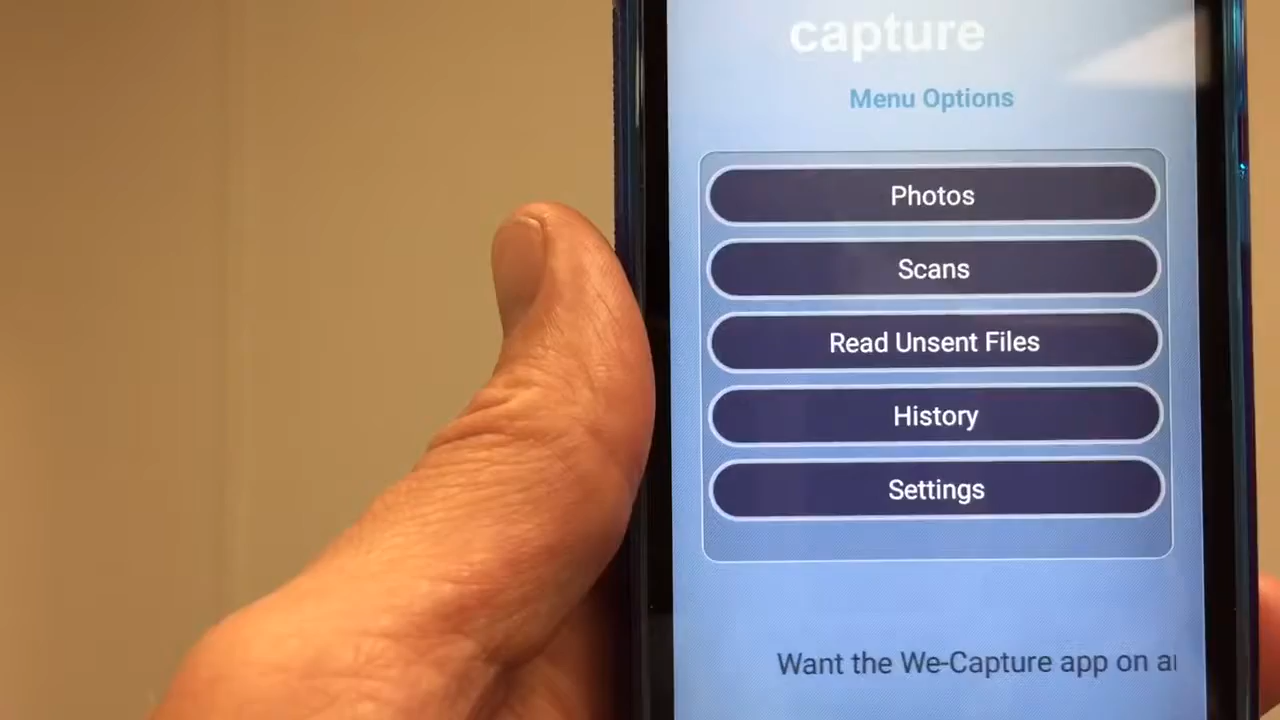 capture
Menu Options
Photos
Scans
Read Unsent Files
History
Settings
Want the We-Capture app on